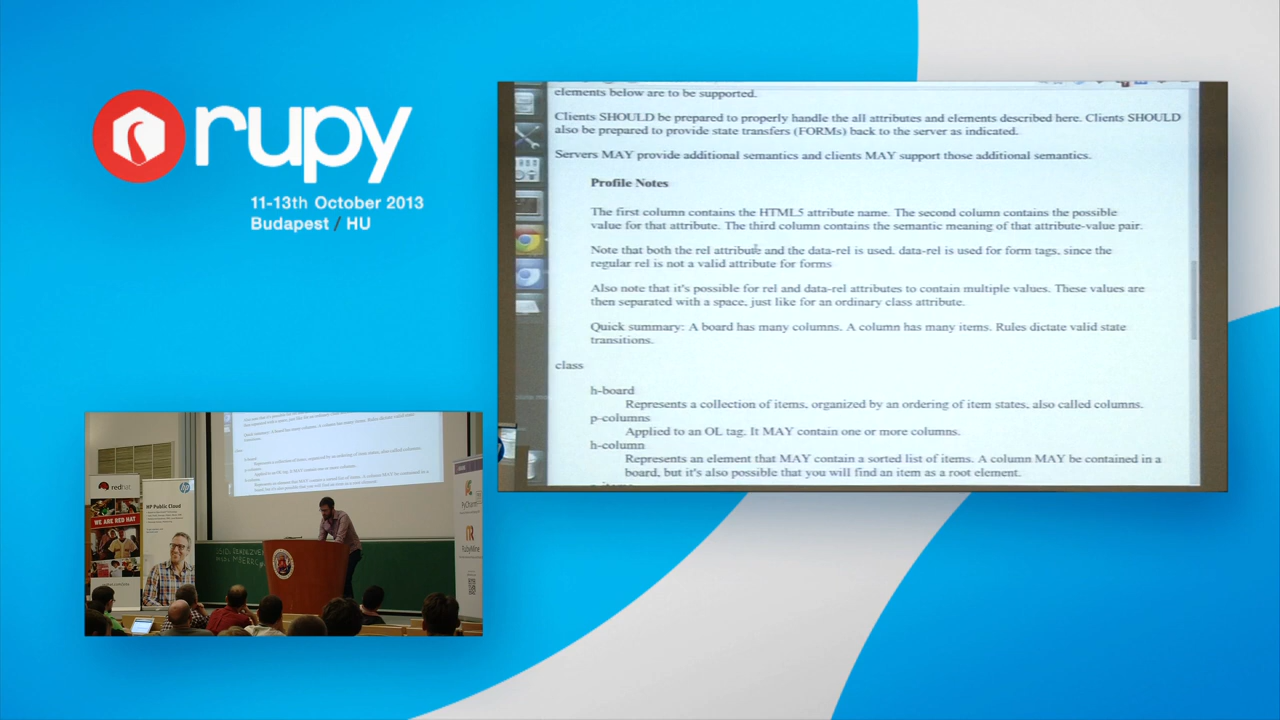 rupy
11-13th October 2013
Budapest / HU
elements below are to be supported.
Clients SHOULD be prepared to properly handle the all attributes and elements described here. Clients SHOULD
also be prepared to provide state transfers (FORMs) back to the server as indicated.
Servers MAY provide additional semantics and clients MAY support those additional semantics.
Profile Notes
The first column contains the HTML5 attribute name. The second column contains the possible
value for that attribute. The third column contains the semantic meaning of that attribute-value pair.
Note that both the rel attribute and the data-rel is used. data-rel is used for form tags, since the
regular rel is not a valid attribute for forms
Also note that it's possible for rel and data-rel attributes to contain multiple values. These values are
then separated with a space, just like for an ordinary class attribute.
Quick summary: A board has many columns. A column has many items. Rules dictate valid state
transitions.
class
h-board
Represents a collection of items, organized by an ordering of item states, also called columns.
p-columns
Applied to an OL tag. It MAY contain one or more columns.
h-column
Represents an element that MAY contain a sorted list of items. A column MAY be contained in a
board, but it's also possible that you will find an item as a root element.
redhat
WE ARE RED HAT
HP Public Cloud
PyCharm
RubyMine